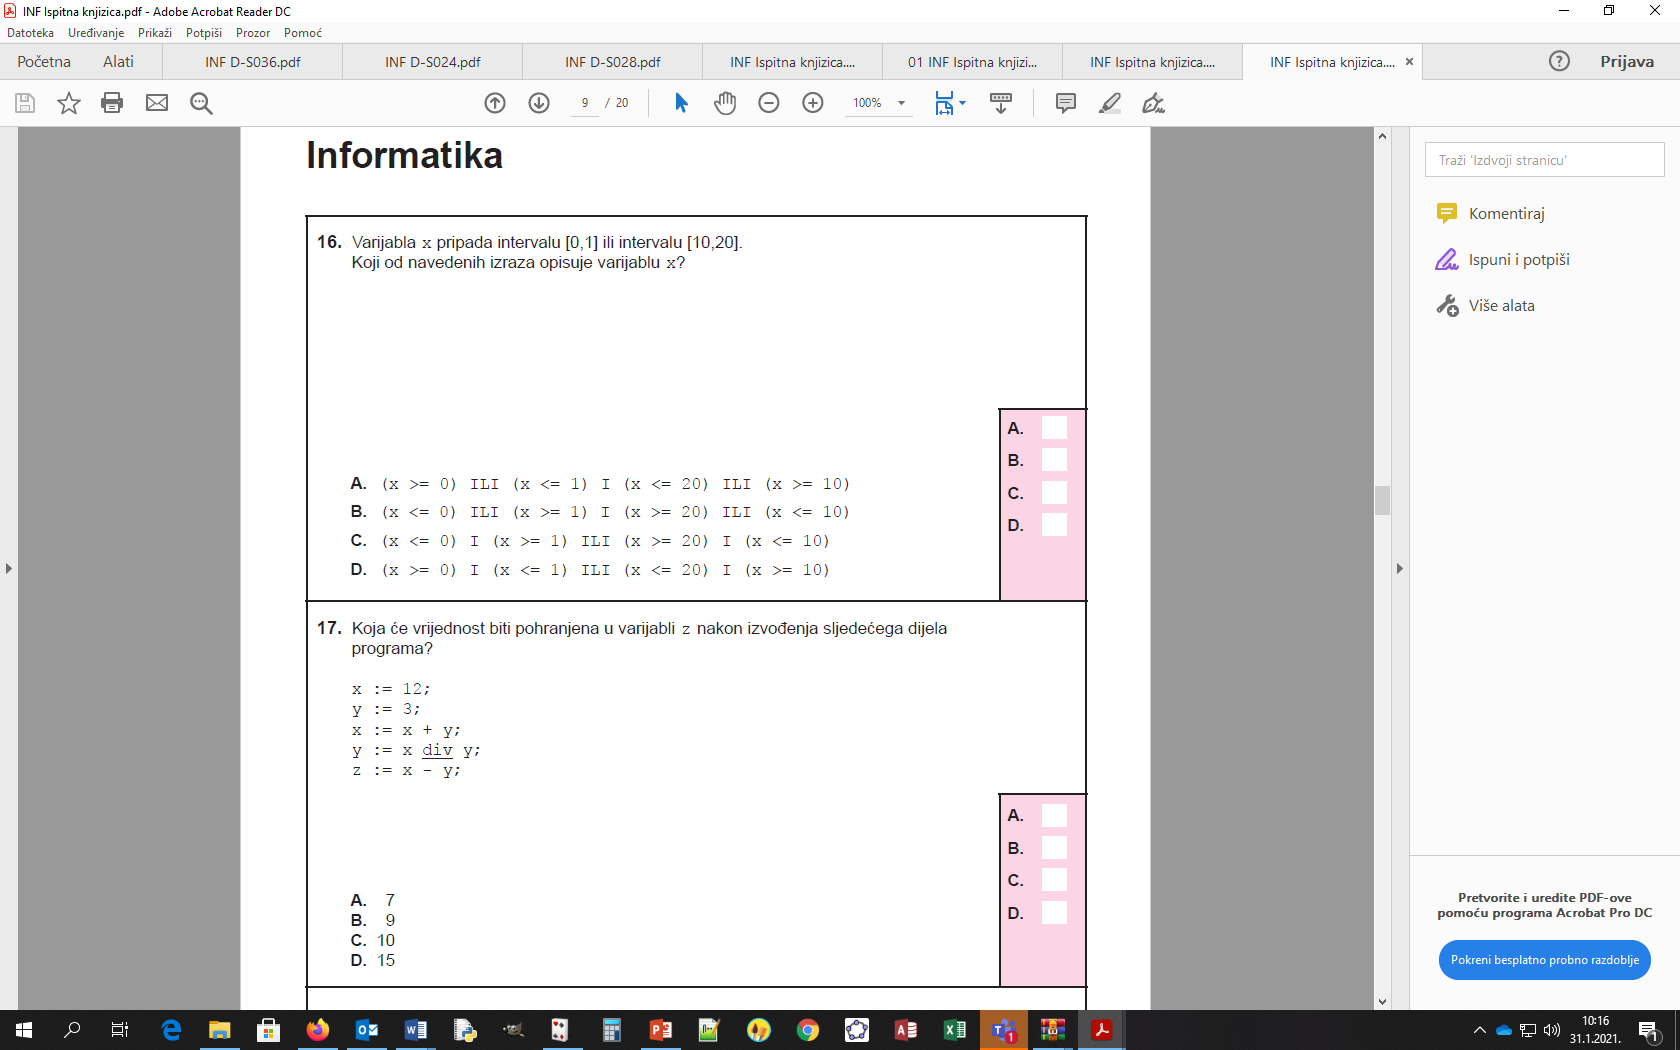 INF Ispitna knjizica.pdf - Adobe Acrobat Reader DC
Datoteka Uređivanje Prikaži Potpiši Prozor Pomoć
Početna Alati INF D-S036.pdf INF D-S024.pdf INF D-S028.pdf INF Ispitna knjizica.... 01 INF Ispitna knjizi... INF Ispitna knjizica.... INF Ispitna knjizica.... × Prijava
9 / 20 100%
Informatika
16. Varijabla x pripada intervalu [0,1] ili intervalu [10,20].
Koji od navedenih izraza opisuje varijablu x?
A.
B.
C.
D.
A. (x >= 0) ILI (x <= 1) I (x <= 20) ILI (x >= 10)
B. (x <= 0) ILI (x >= 1) I (x >= 20) ILI (x <= 10)
C. (x <= 0) I (x >= 1) ILI (x >= 20) I (x <= 10)
D. (x >= 0) I (x <= 1) ILI (x <= 20) I (x >= 10)
17. Koja će vrijednost biti pohranjena u varijabli z nakon izvođenja sljedećega dijela
programa?
x := 12;
y := 3;
x := x + y;
y := x div y;
z := x - y;
A.
B.
C.
D.
A. 7
B. 9
C. 10
D. 15
Traži 'Izdvoji stranicu'
Komentiraj
Ispuni i potpiši
Više alata
Pretvorite i uredite PDF-ove
pomoću programa Acrobat Pro DC
Pokreni besplatno probno razdoblje
10:16
31.1.2021.
1
1